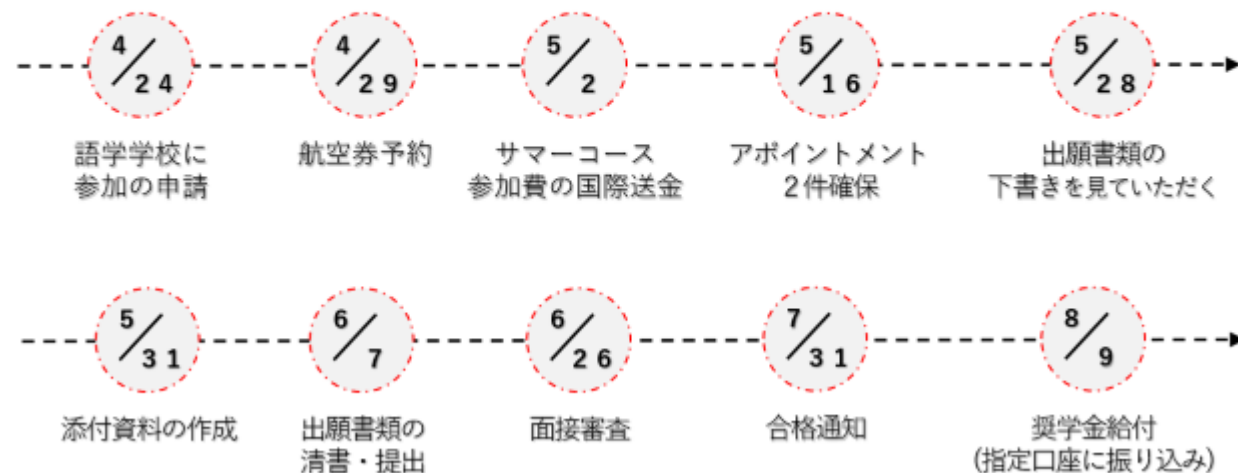 4/24
4/29
5/2
5/16
5/28
語学学校に
参加の申請
航空券予約
サマーコース
参加費の国際送金
アポイントメント
２件確保
出願書類の
下書きを見ていただく
5/31
6/7
6/26
7/31
8/9
添付資料の作成
出願書類の
清書・提出
面接審査
合格通知
奨学金給付
(指定口座に振り込み)